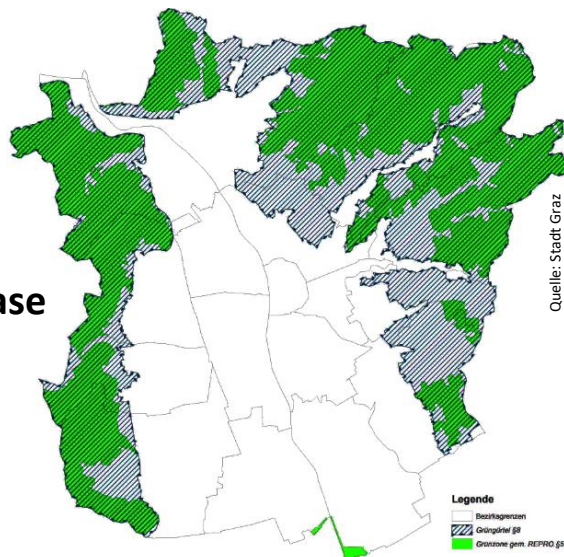 ase
Quelle: Stadt Graz
Legende
Bezirksgrenzen
Grüngürtel §8
Grünzone gem. REPRO §5